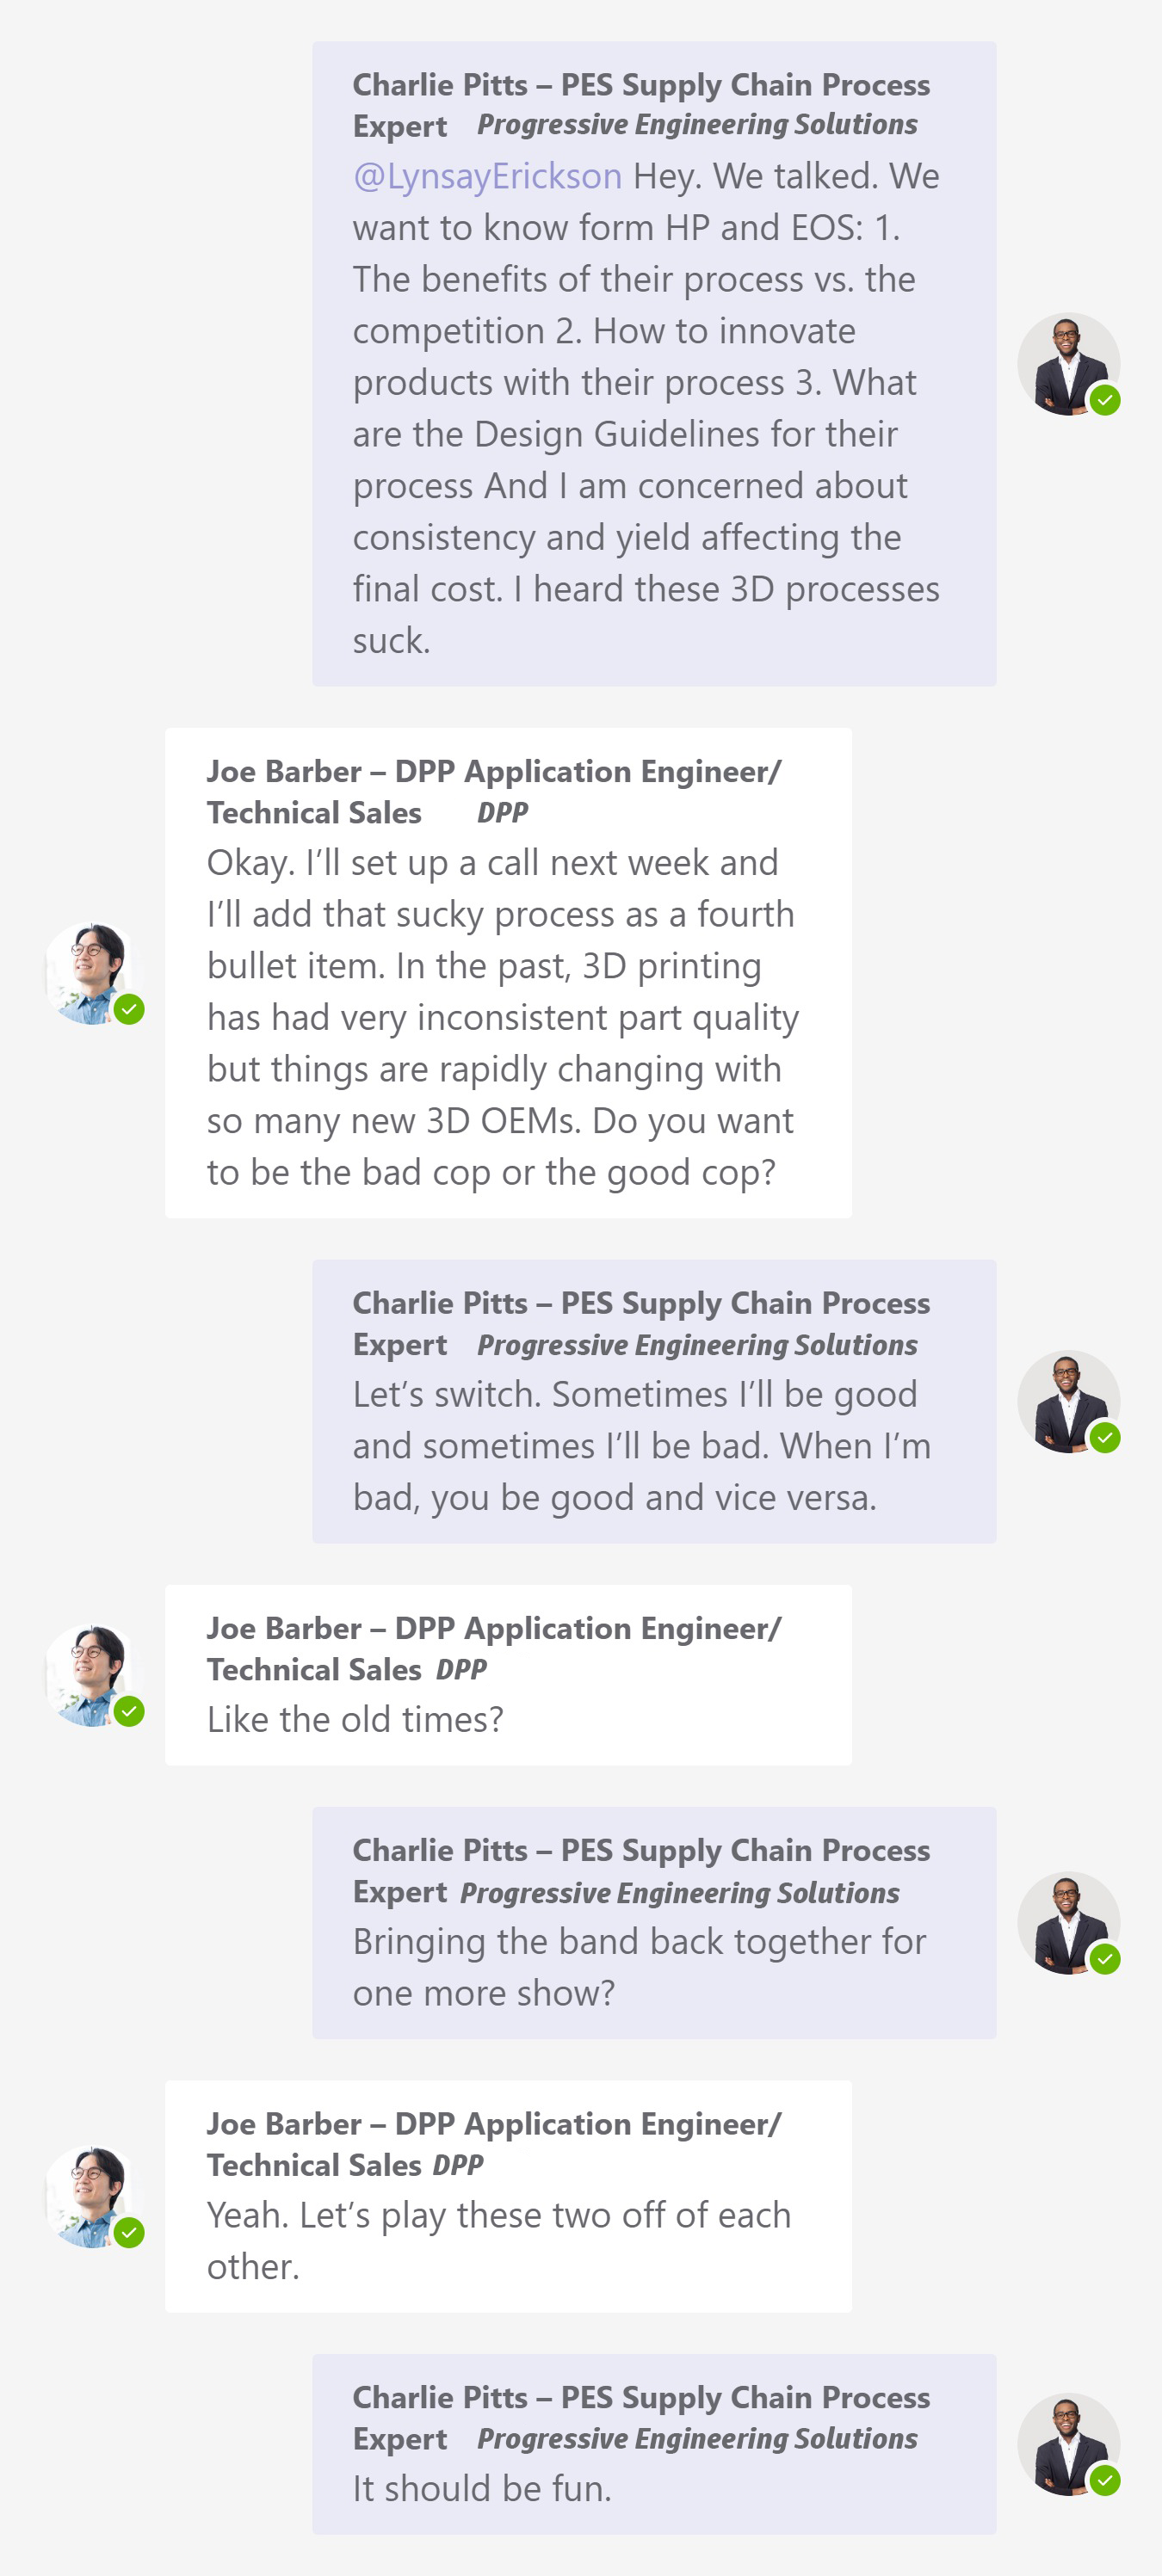 Charlie Pitts – PES Supply Chain Process
Expert Progressive Engineering Solutions
@LynsayErickson Hey. We talked. We
want to know form HP and EOS: 1.
The benefits of their process vs. the
competition 2. How to innovate
products with their process 3. What
are the Design Guidelines for their
process And I am concerned about
consistency and yield affecting the
final cost. I heard these 3D processes
suck.
Joe Barber – DPP Application Engineer/
Technical Sales DPP
Okay. I’ll set up a call next week and
I’ll add that sucky process as a fourth
bullet item. In the past, 3D printing
has had very inconsistent part quality
but things are rapidly changing with
so many new 3D OEMs. Do you want
to be the bad cop or the good cop?
Charlie Pitts – PES Supply Chain Process
Expert Progressive Engineering Solutions
Let’s switch. Sometimes I’ll be good
and sometimes I’ll be bad. When I’m
bad, you be good and vice versa.
Joe Barber – DPP Application Engineer/
Technical Sales DPP
Like the old times?
Charlie Pitts – PES Supply Chain Process
Expert Progressive Engineering Solutions
Bringing the band back together for
one more show?
Joe Barber – DPP Application Engineer/
Technical Sales DPP
Yeah. Let’s play these two off of each
other.
Charlie Pitts – PES Supply Chain Process
Expert Progressive Engineering Solutions
It should be fun.